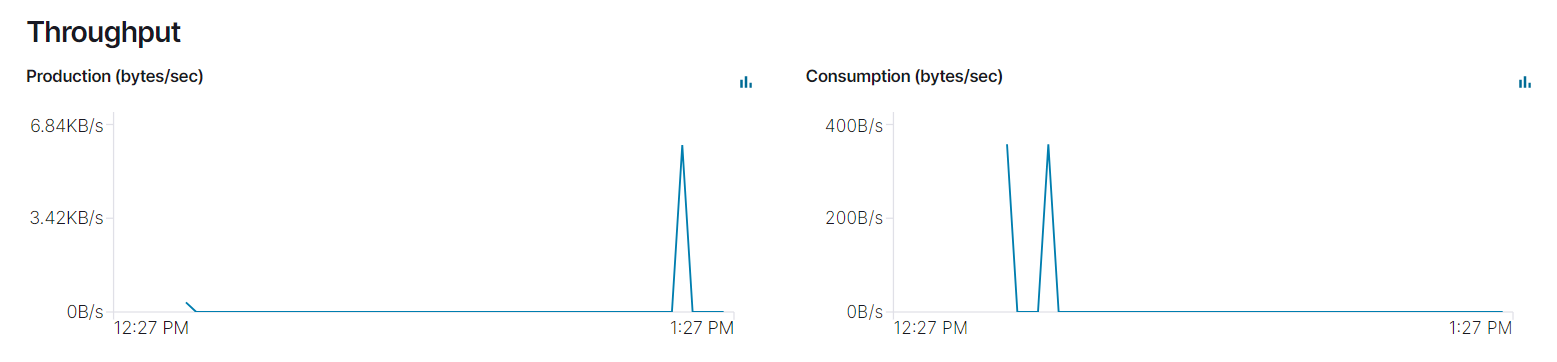 Throughput
Production (bytes/sec)
6.84KB/s
3.42KB/s
0B/s
12:27 PM
1:27 PM
Consumption (bytes/sec)
400B/s
200B/s
0B/s
12:27 PM
1:27 PM